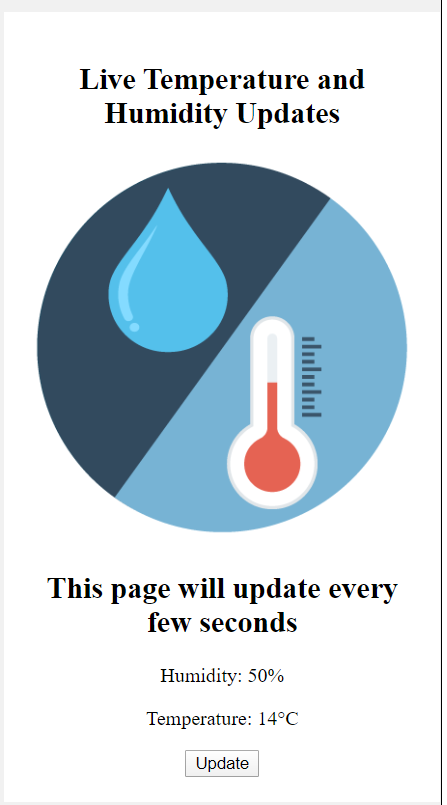 Live Temperature and
Humidity Updates
This page will update every
few seconds
Humidity: 50%
Temperature: 14°C
Update